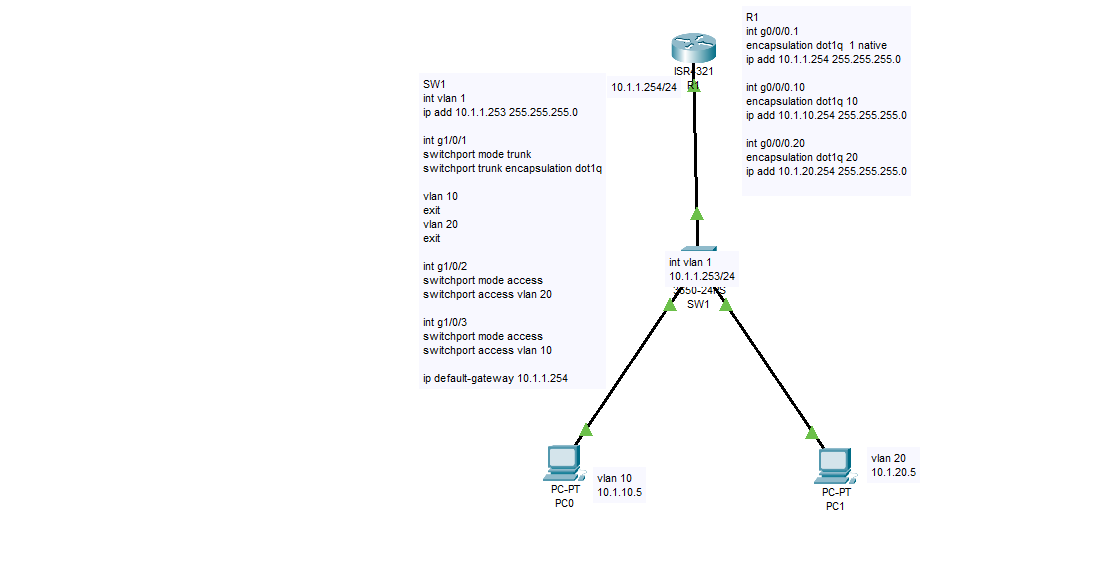 R1
int g0/0/0.1
encapsulation dot1q  1 native
ip add 10.1.1.254 255.255.255.0
int g0/0/0.10
encapsulation dot1q 10
ip add 10.1.10.254 255.255.255.0
int g0/0/0.20
encapsulation dot1q 20
ip add 10.1.20.254 255.255.255.0
ISR4321
R1
10.1.1.254/24
SW1
int vlan 1
ip add 10.1.1.253 255.255.255.0
int g1/0/1
switchport mode trunk
switchport trunk encapsulation dot1q
vlan 10
exit
vlan 20
exit
int g1/0/2
switchport mode access
switchport access vlan 20
int g1/0/3
switchport mode access
switchport access vlan 10
ip default-gateway 10.1.1.254
int vlan 1
10.1.1.253/24
SW1
PC-PT
PC0
vlan 10
10.1.10.5
PC-PT
PC1
vlan 20
10.1.20.5